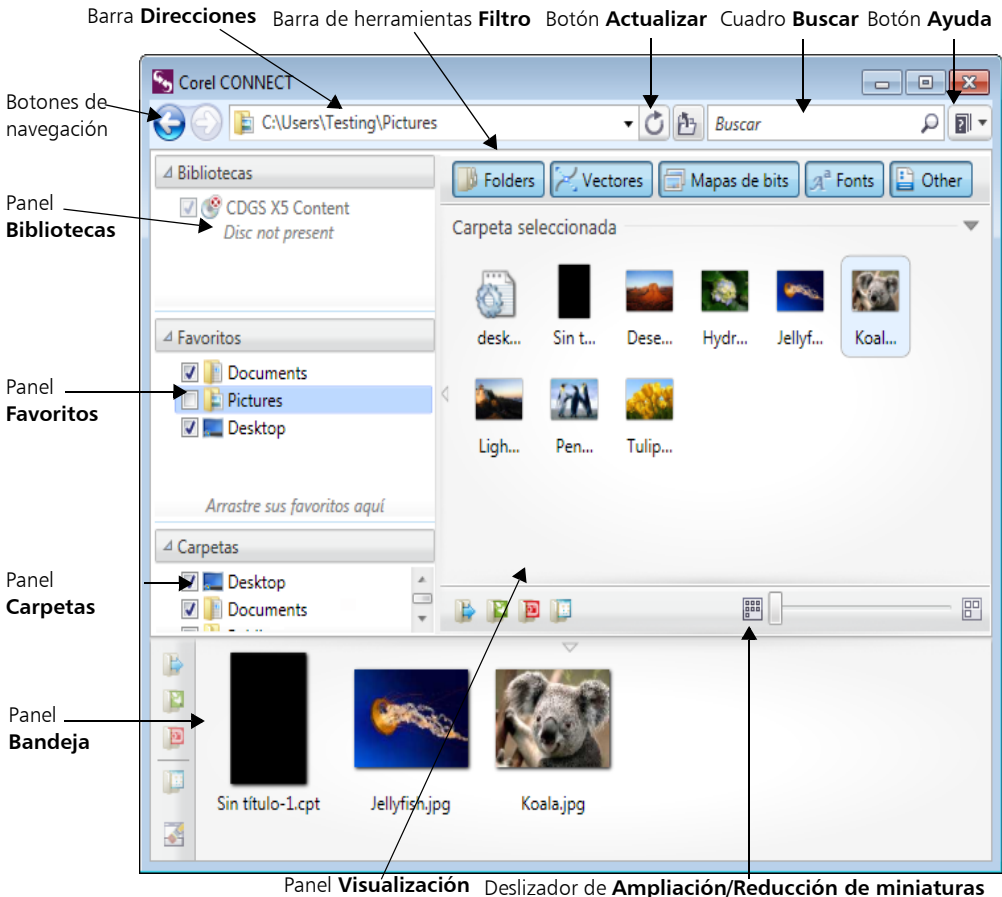 Barra Direcciones Barra de herramientas Filtro Botón Actualizar Cuadro Buscar Botón Ayuda
Corel CONNECT
Botones de
navegación
C:\Users\Testing\Pictures
Buscar
Bibliotecas
Folders Vectores Mapas de bits Fonts Other
Panel
Bibliotecas
CDGS X5 Content
Disc not present
Carpeta seleccionada
desk... Sin t... Dese... Hydr... Jellyf... Koal...
Favoritos
Panel
Favoritos
Documents
Pictures
Desktop
Ligh... Pen... Tulip...
Arrastre sus favoritos aquí
Carpetas
Panel
Carpetas
Desktop
Documents
Panel
Bandeja
Sin título-1.cpt Jellyfish.jpg Koala.jpg
Panel Visualización Deslizador de Ampliación/Reducción de miniaturas